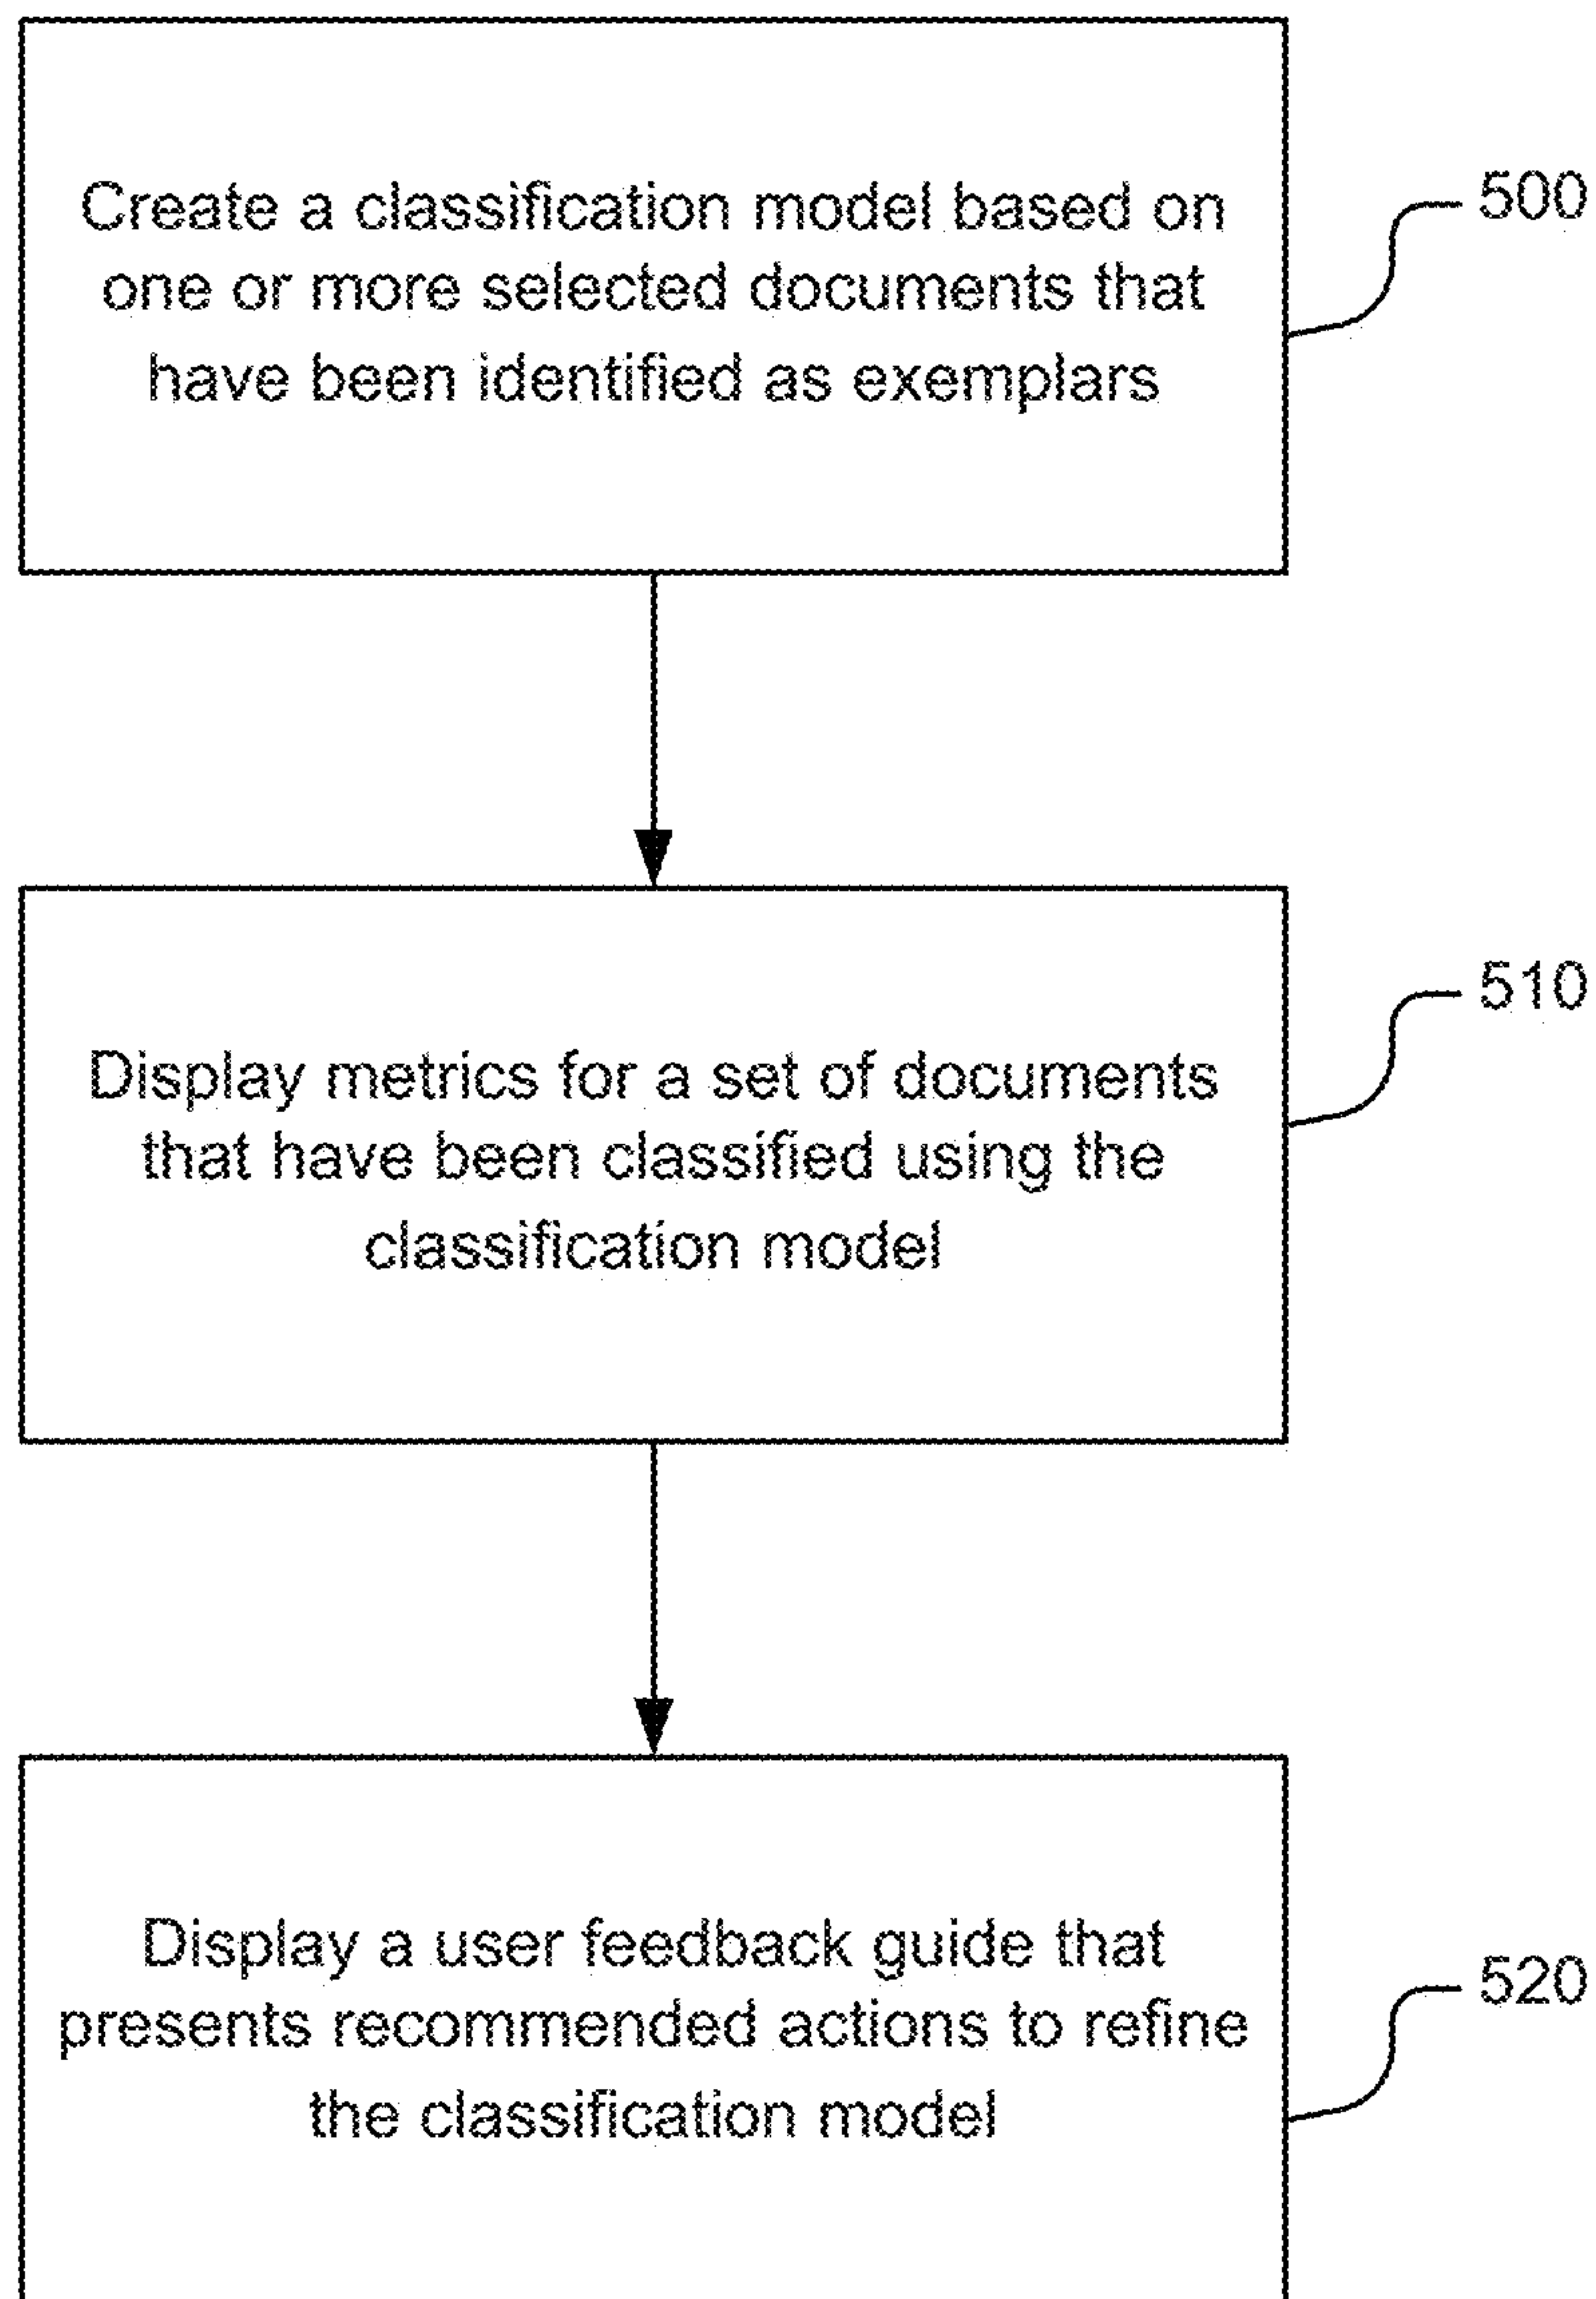 Create a classification model based on
one or more selected documents that
have been identified as exemplars
500
Display metrics for a set of documents
that have been classified using the
classification model
510
Display a user feedback guide that
presents recommended actions to refine
the classification model
520